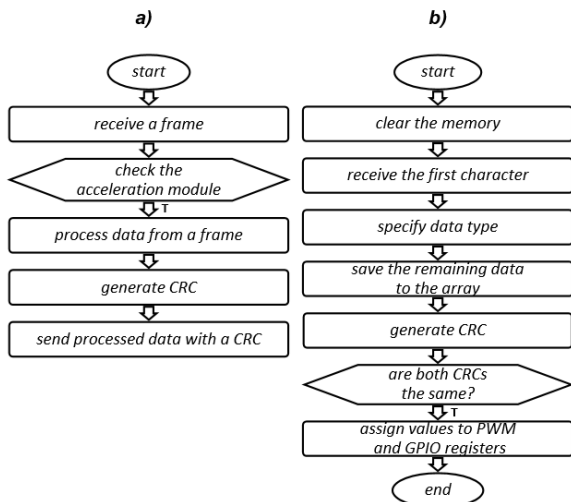 a)
start
receive a frame
check the
acceleration module
T
process data from a frame
generate CRC
send processed data with a CRC
b)
start
clear the memory
receive the first character
specify data type
save the remaining data
to the array
generate CRC
are both CRCs
the same?
T
assign values to PWM
and GPIO registers
end